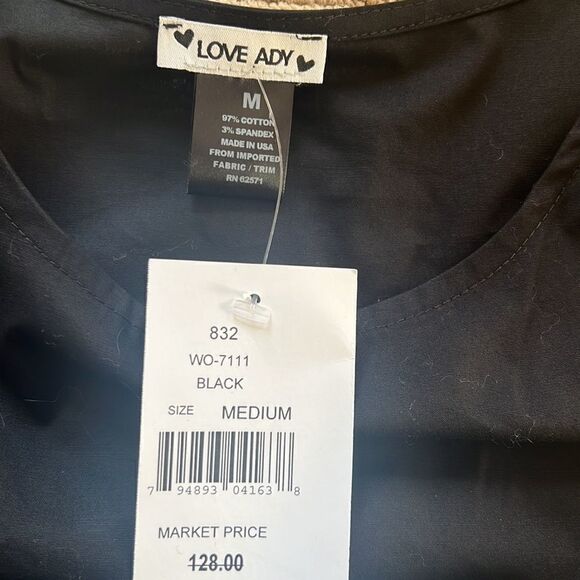 LOVE ADY
M
97% COTTON
3% SPANDEX
MADE IN USA
FROM IMPORTED
FABRIC / TRIM
RN 62571
832
WO-7111
BLACK
SIZE MEDIUM
7 94893 04163 8
MARKET PRICE
128.00